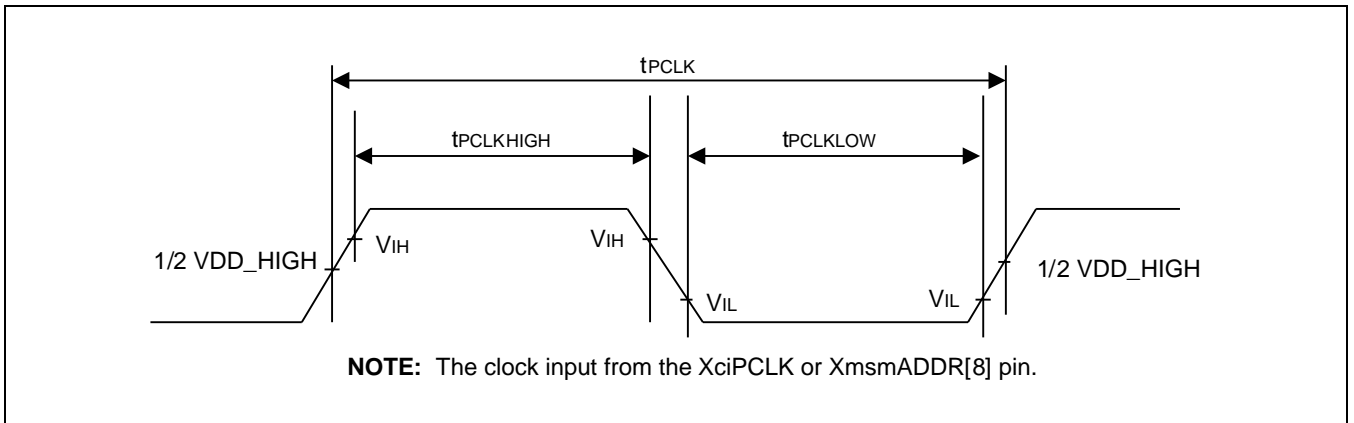 tPCLK
tPCLKHIGH
tPCLKLOW
VIH
VIH
1/2 VDD_HIGH
1/2 VDD_HIGH
VIL
VIL
NOTE: The clock input from the XciPCLK or XmsmADDR[8] pin.